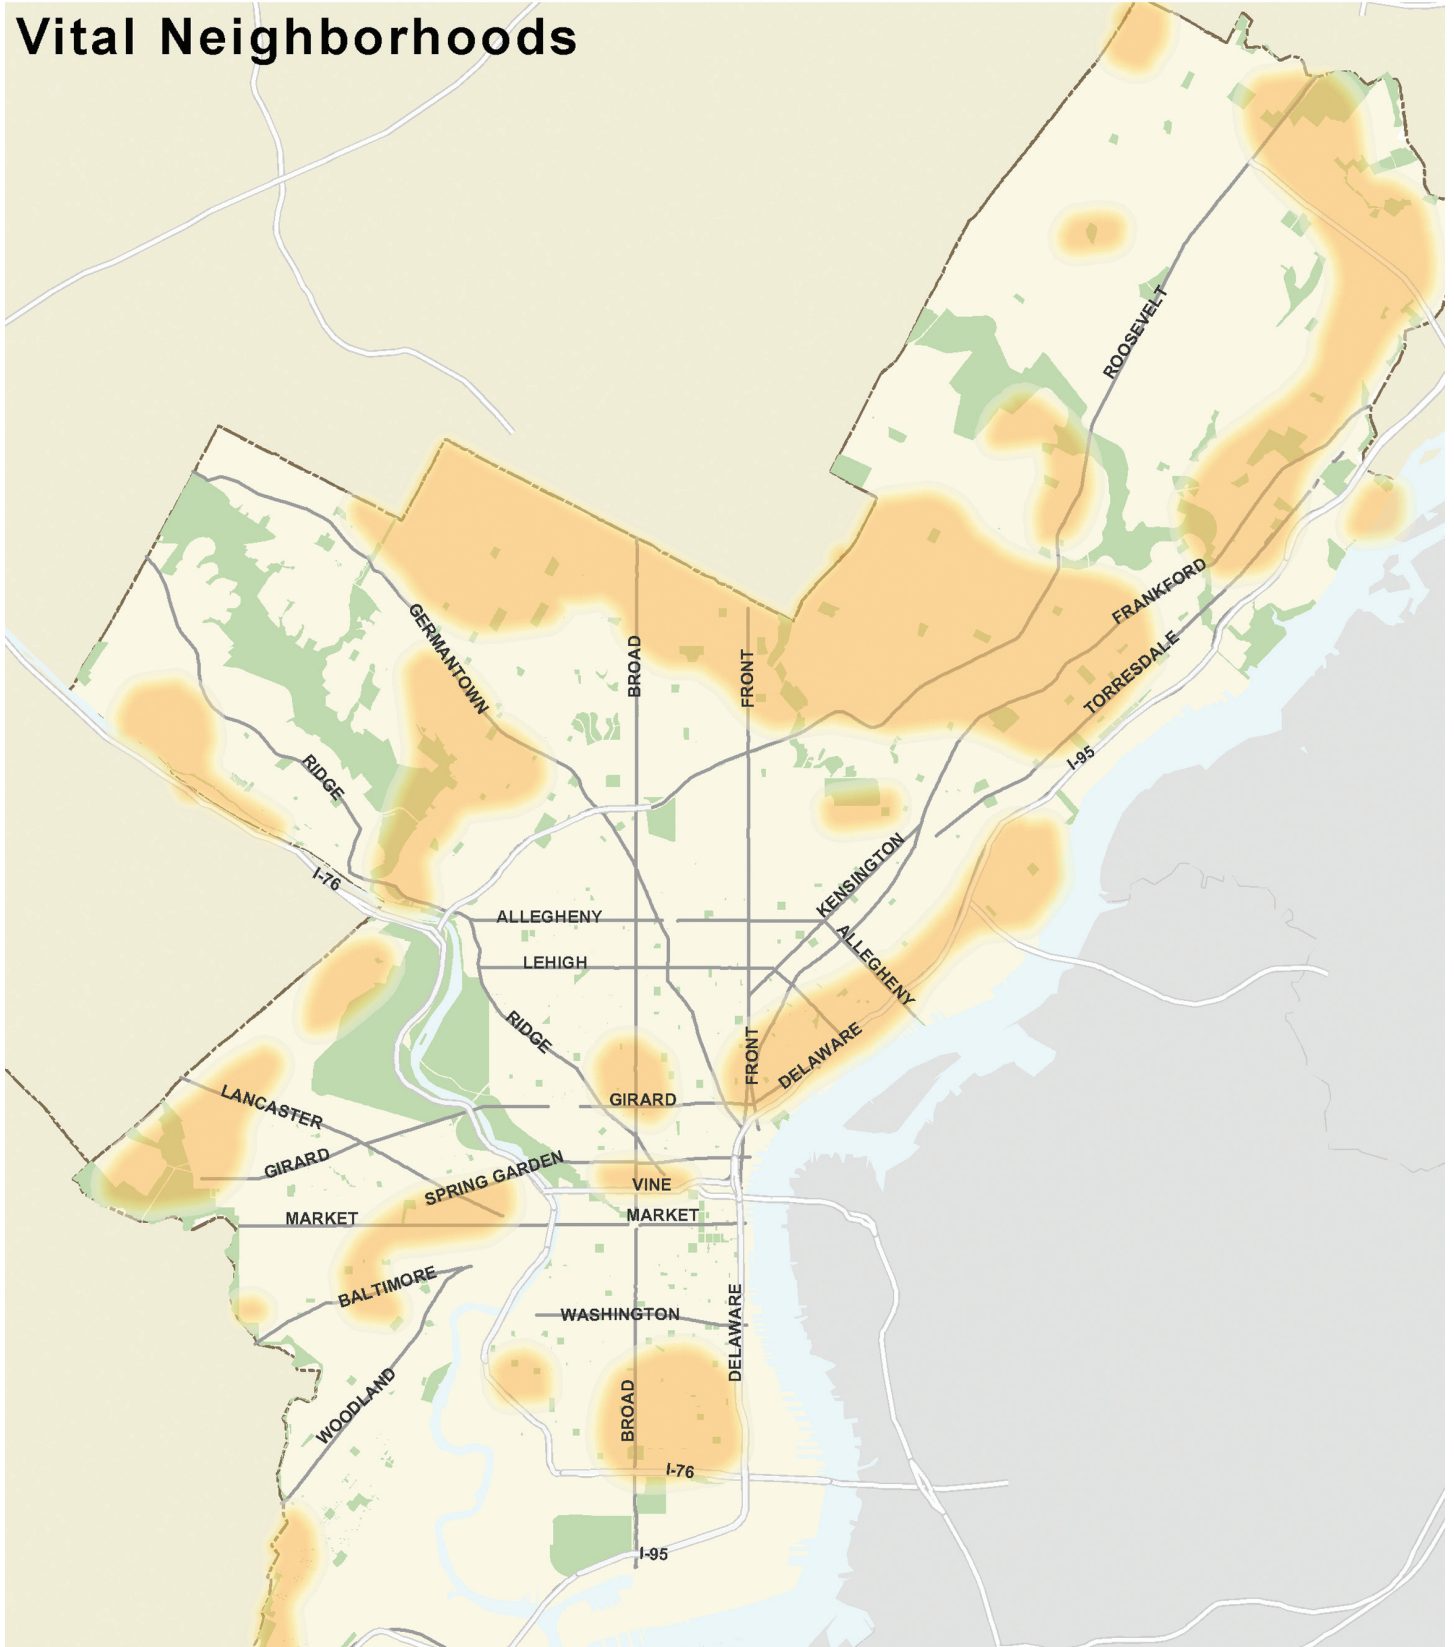 Vital Neighborhoods
ROOSEVELT
FRANKFORD
GERMANTOWN
BROAD
FRONT
TORRESDALE
I-95
RIDGE
KENSINGTON
I-76
ALLEGHENY
ALLEGHENY
LEHIGH
RIDGE
FRONT
DELAWARE
LANCASTER
GIRARD
GIRARD
SPRING GARDEN
VINE
MARKET
MARKET
BALTIMORE
WASHINGTON
DELAWARE
WOODLAND
BROAD
I-76
I-95